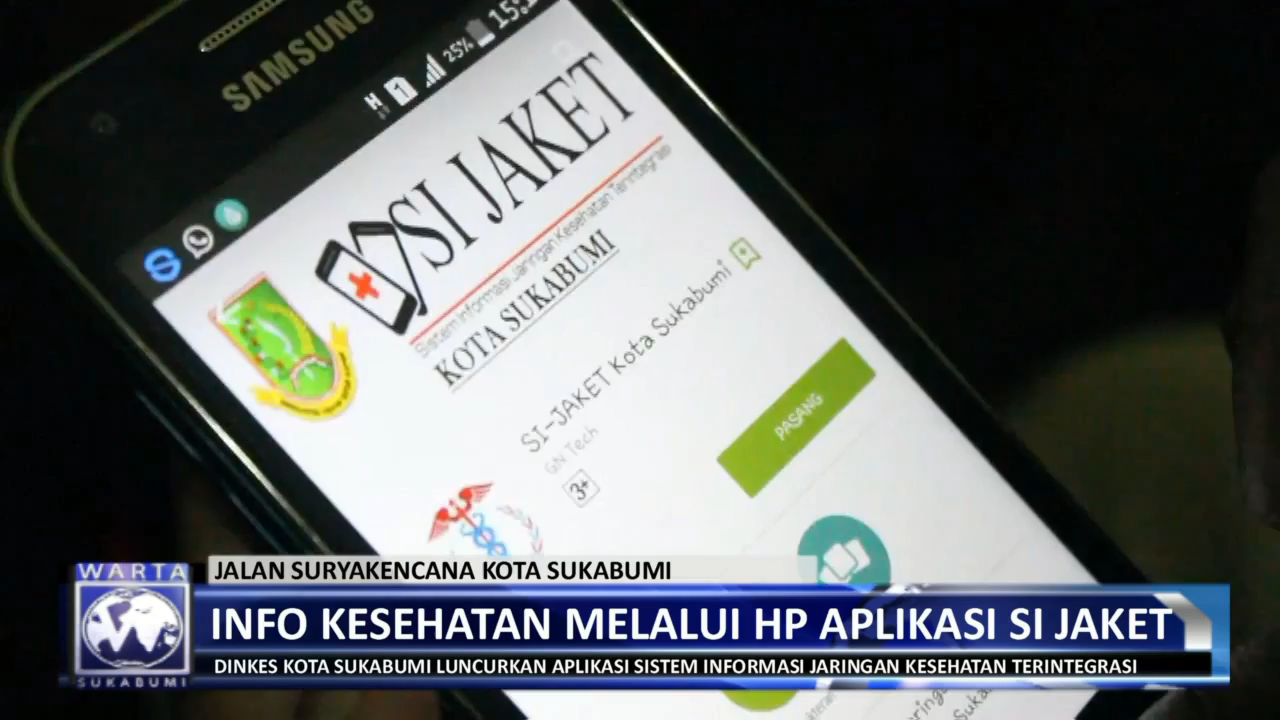 SAMSUNG
H
1
25%
SI JAKET
Sistem Informasi Jaringan Kesehatan Terintegrasi
KOTA SUKABUMI
SI-JAKET Kota Sukabumi
GN Tech
3+
PASANG
WARTA
SUKABUMI
JALAN SURYAKENCANA KOTA SUKABUMI
INFO KESEHATAN MELALUI HP APLIKASI SI JAKET
DINKES KOTA SUKABUMI LUNCURKAN APLIKASI SISTEM INFORMASI JARINGAN KESEHATAN TERINTEGRASI